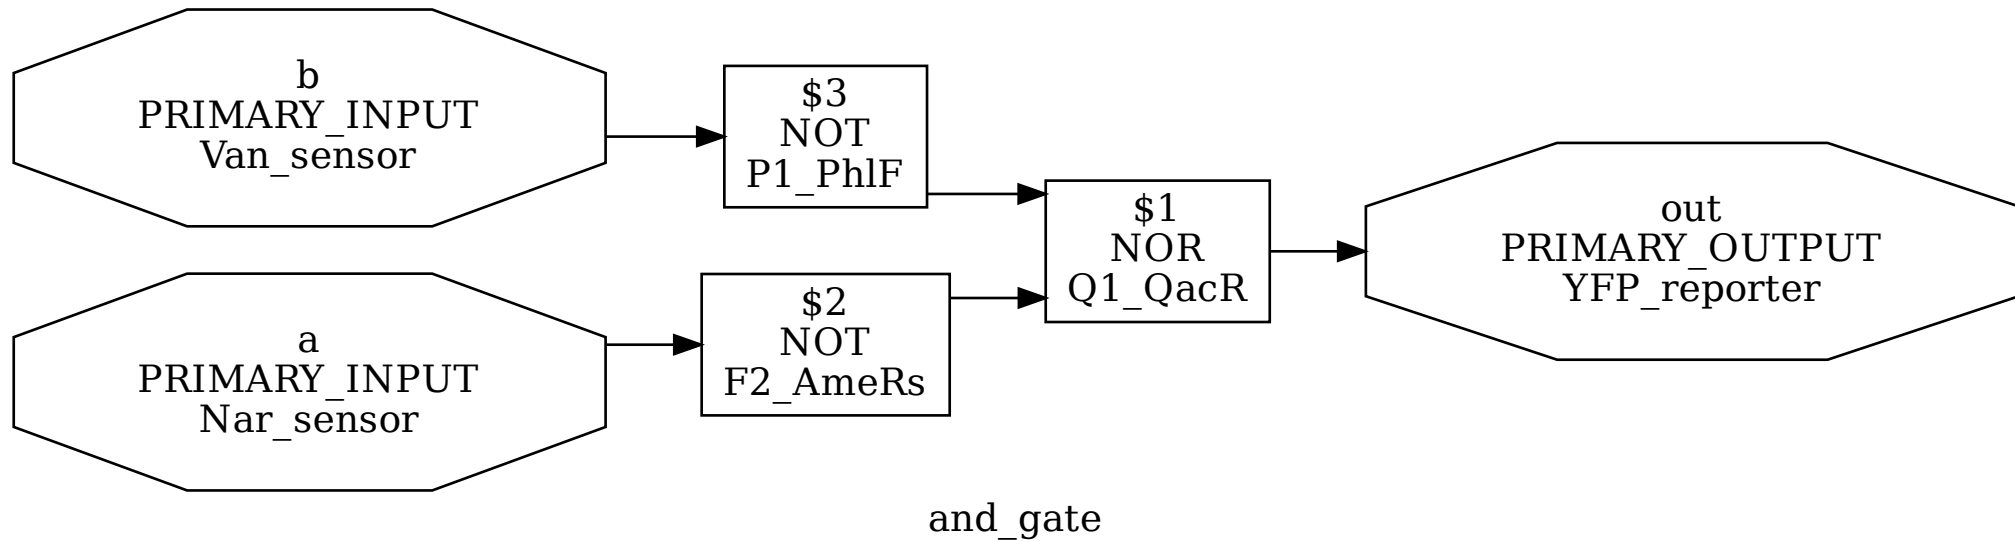 b
PRIMARY_INPUT
Van_sensor
$3
NOT
P1_PhlF
a
PRIMARY_INPUT
Nar_sensor
$2
NOT
F2_AmeRs
$1
NOR
Q1_QacR
out
PRIMARY_OUTPUT
YFP_reporter
and_gate